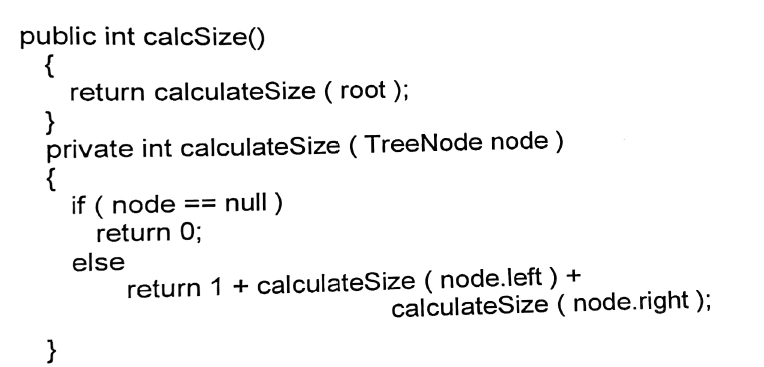 public int calcSize()
{
return calculateSize ( root );
}
private int calculateSize ( TreeNode node )
{
if ( node == null )
return 0;
else
return 1 + calculateSize ( node.left ) +
calculateSize ( node.right );
}